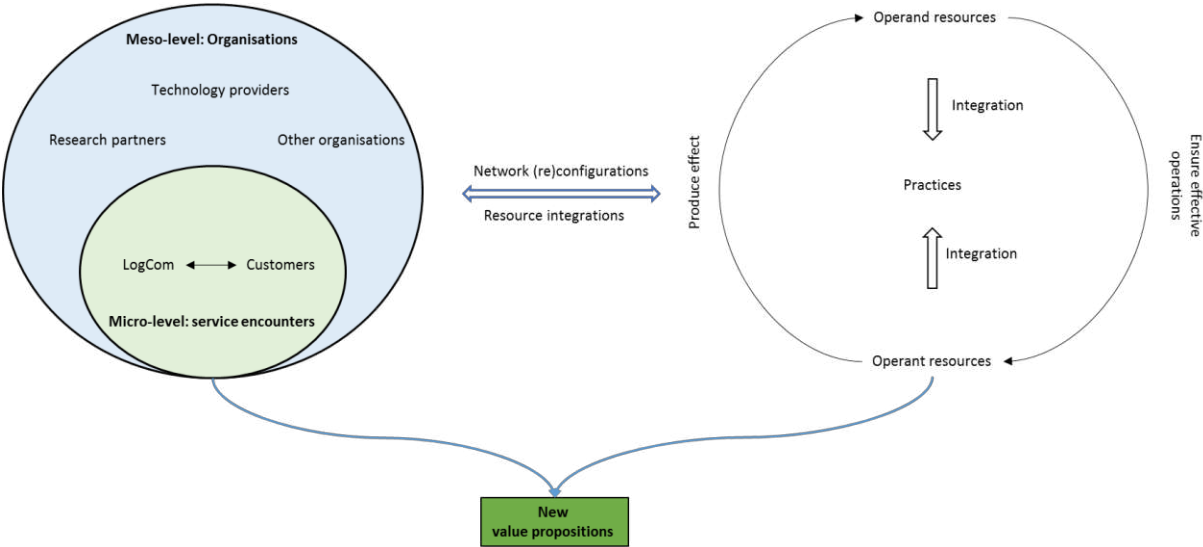 Meso-level: Organisations
Technology providers
Research partners
Other organisations
LogCom
Customers
Micro-level: service encounters
Network (re)configurations
Resource integrations
Produce effect
Operand resources
Integration
Practices
Integration
Operant resources
Ensure effective
operations
New
value propositions